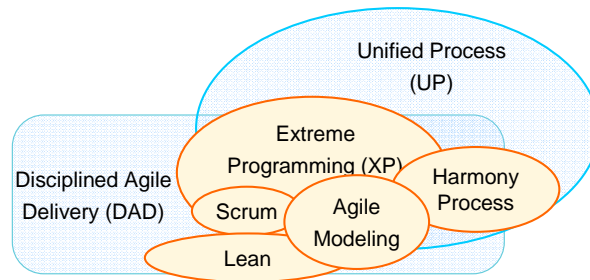 Unified Process
(UP)
Extreme
Programming (XP)
Disciplined Agile
Delivery (DAD)
Harmony
Process
Scrum
Agile
Modeling
Lean